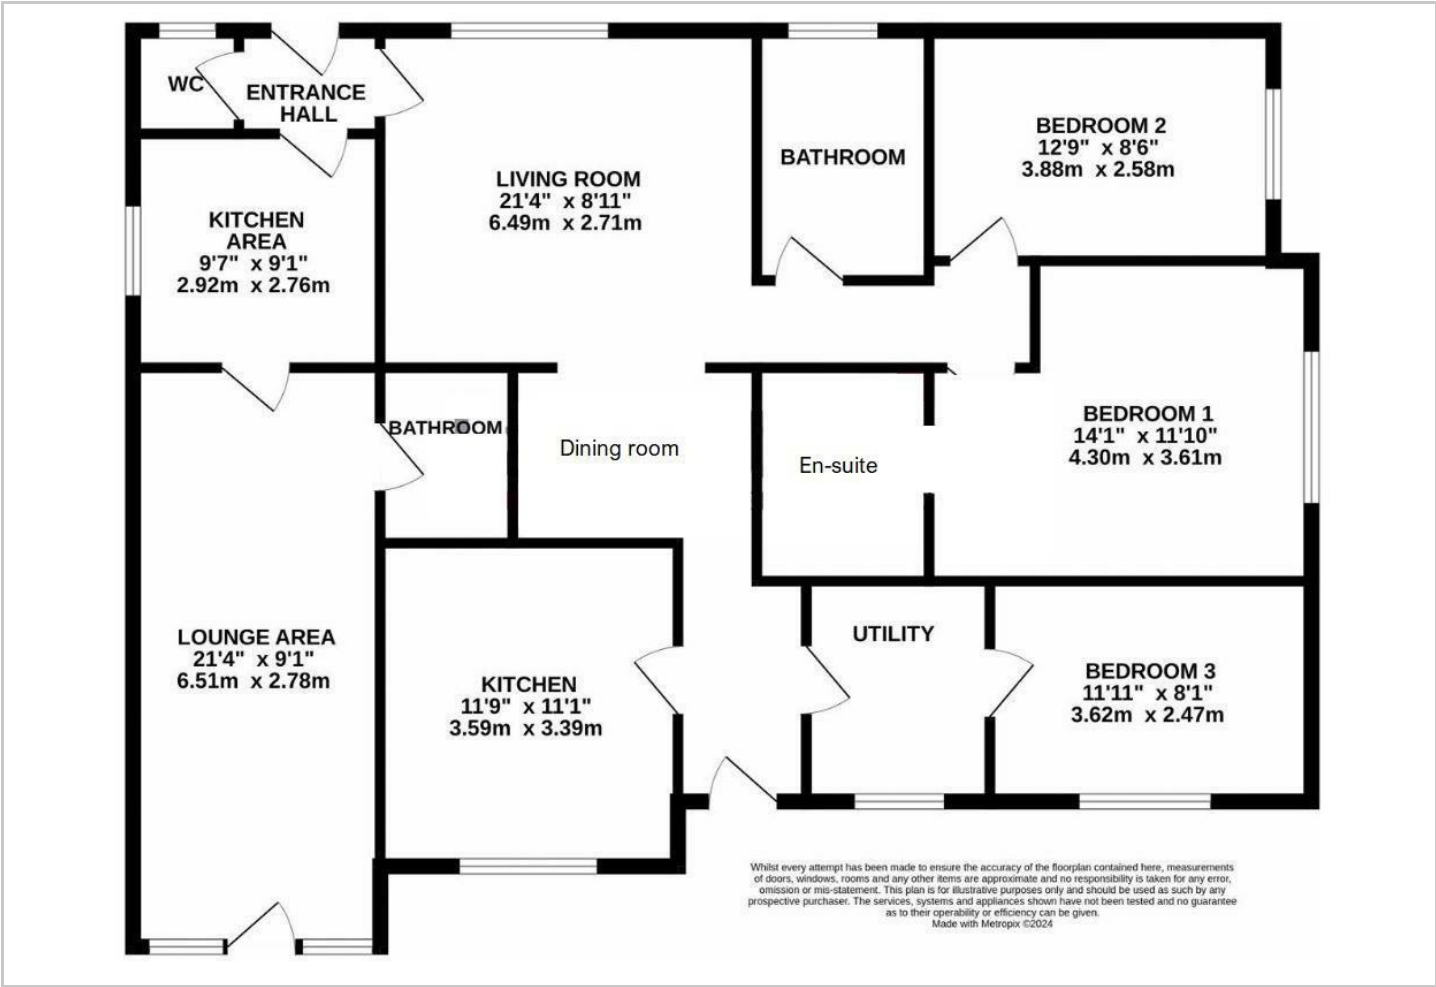 WC
ENTRANCE
HALL
LIVING ROOM
21'4" x 8'11"
6.49m x 2.71m
BATHROOM
BEDROOM 2
12'9" x 8'6"
3.88m x 2.58m
KITCHEN
AREA
9'7" x 9'1"
2.92m x 2.76m
BATHROOM
Dining room
En-suite
BEDROOM 1
14'1" x 11'10"
4.30m x 3.61m
LOUNGE AREA
21'4" x 9'1"
6.51m x 2.78m
KITCHEN
11'9" x 11'1"
3.59m x 3.39m
UTILITY
BEDROOM 3
11'11" x 8'1"
3.62m x 2.47m
Whilst every attempt has been made to ensure the accuracy of the floorplan contained here, measurements
of doors, windows, rooms and any other items are approximate and no responsibility is taken for any error,
omission or mis-statement. This plan is for illustrative purposes only and should be used as such by any
prospective purchaser. The services, systems and appliances shown have not been tested and no guarantee
as to their operability or efficiency can be given.
Made with Metropix ©2024